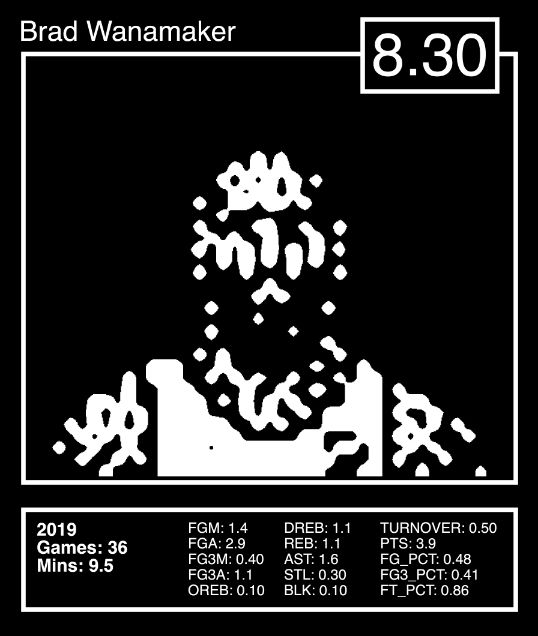 Brad Wanamaker
8.30
2019
Games: 36
Mins: 9.5
FGM: 1.4
FGA: 2.9
FG3M: 0.40
FG3A: 1.1
OREB: 0.10
DREB: 1.1
REB: 1.1
AST: 1.6
STL: 0.30
BLK: 0.10
TURNOVER: 0.50
PTS: 3.9
FG_PCT: 0.48
FG3_PCT: 0.41
FT_PCT: 0.86